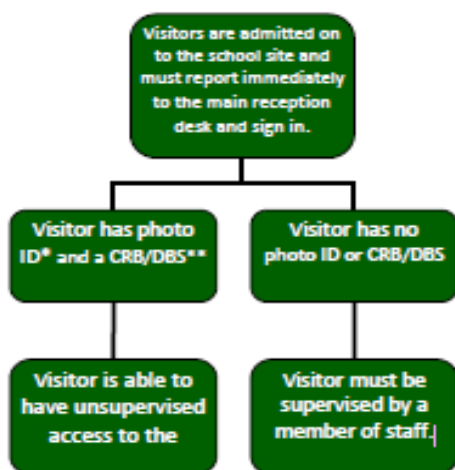 Visitors are admitted on
to the school site and
must report immediately
to the main reception
desk and sign in.
Visitor has photo
ID* and a CRB/DBS**
Visitor has no
photo ID or CRB/DBS
Visitor is able to
have unsupervised
access to the
Visitor must be
supervised by a
member of staff.